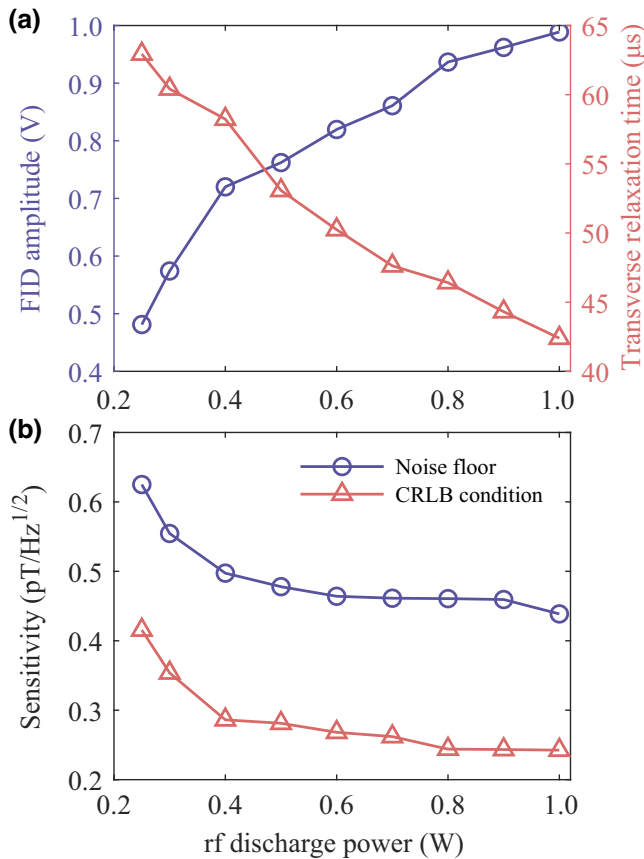 (a)
FID amplitude (V)
1.0
0.9
0.8
0.7
0.6
0.5
0.4
Transverse relaxation time (μs)
65
60
55
50
45
40
0.2 0.4 0.6 0.8 1.0
(b)
Sensitivity (pT/Hz^{1/2})
0.7
0.6
0.5
0.4
0.3
0.2
Noise floor
CRLB condition
0.2 0.4 0.6 0.8 1.0
rf discharge power (W)